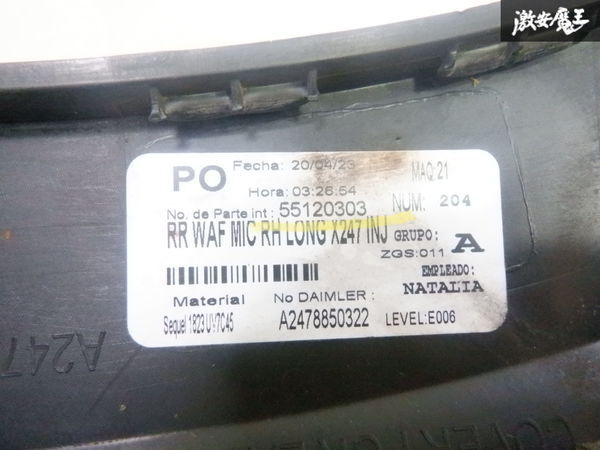 激安魔王
PO
Fecha: 20/04/23
MAQ:21
Hora: 03:26:54
NUM: 204
No. de Parte int.: 55120303
RR WAF MIC RH LONG X247 INJ
GRUPO: A
ZGS:011
EMPLEADO:
NATALIA
Material
No DAIMLER :
Sequel 1823 UV7C45
A2478850322
LEVEL:E006
A247